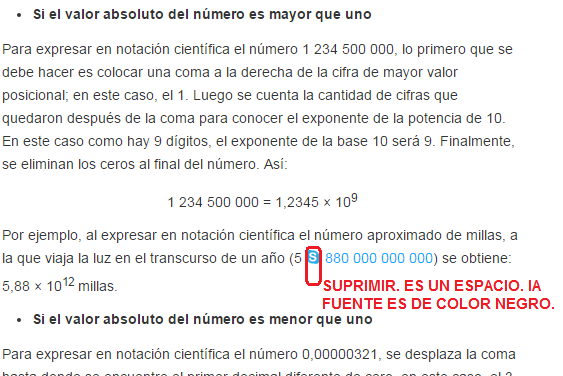 • Si el valor absoluto del número es mayor que uno
Para expresar en notación científica el número 1 234 500 000, lo primero que se
debe hacer es colocar una coma a la derecha de la cifra de mayor valor
posicional; en este caso, el 1. Luego se cuenta la cantidad de cifras que
quedaron después de la coma para conocer el exponente de la potencia de 10.
En este caso como hay 9 dígitos, el exponente de la base 10 será 9. Finalmente,
se eliminan los ceros al final del número. Así:
1 234 500 000 = 1,2345 × 10⁹
Por ejemplo, al expresar en notación científica el número aproximado de millas, a
la que viaja la luz en el transcurso de un año (5 S 880 000 000 000) se obtiene:
5,88 × 10¹² millas.
SUPRIMIR. ES UN ESPACIO. lA
FUENTE ES DE COLOR NEGRO.
• Si el valor absoluto del número es menor que uno
Para expresar en notación científica el número 0,00000321, se desplaza la coma